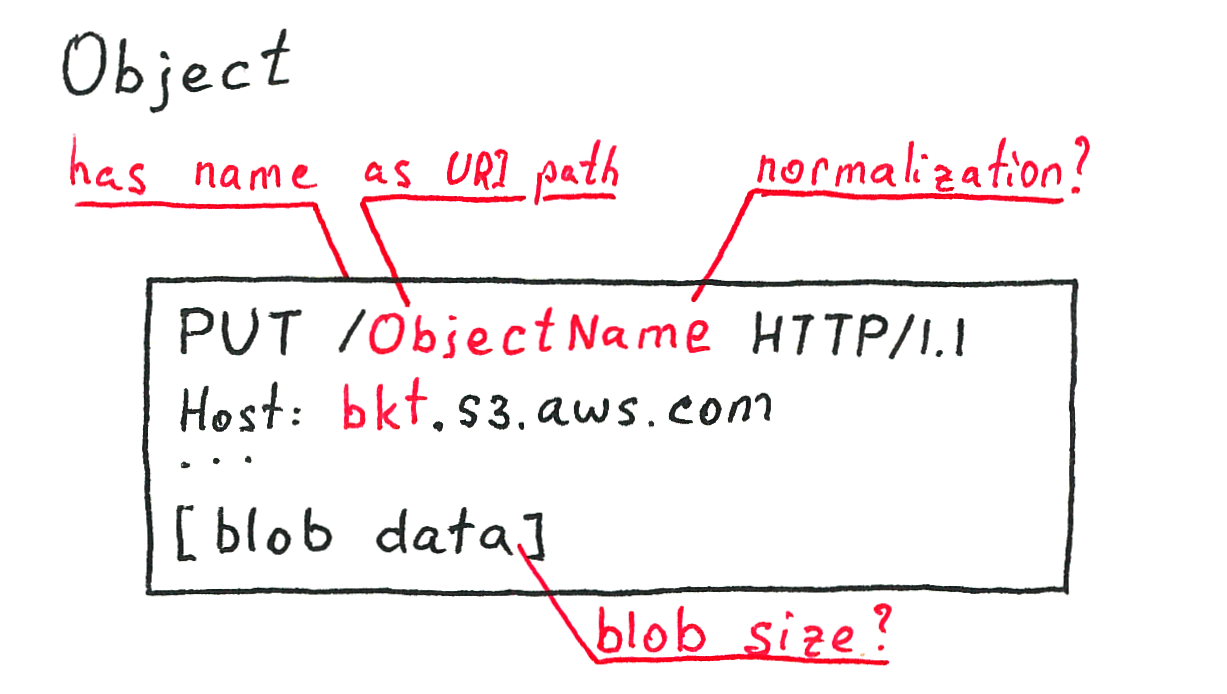 Object
has name as URI path
normalization?
PUT /ObjectName HTTP/1.1
Host: bkt.s3.aws.com
...
[blob data]
blob size?